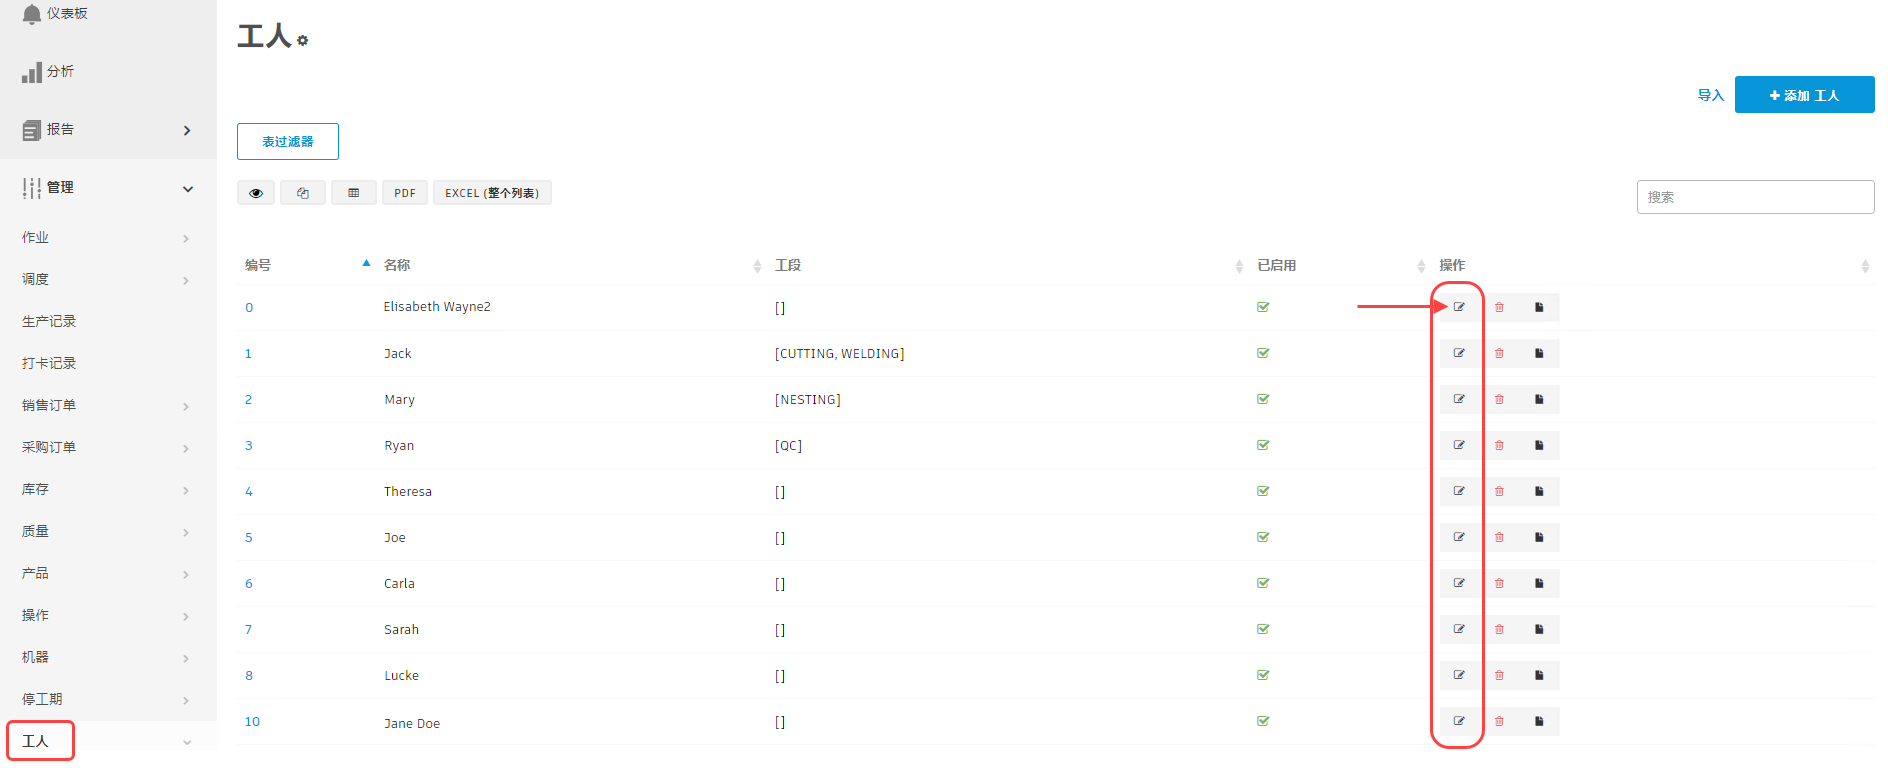 仪表板
分析
报告
管理
作业
调度
生产记录
打卡记录
销售订单
采购订单
库存
质量
产品
操作
机器
停工期
工人
工人
导入
添加 工人
表过滤器
PDF
EXCEL (整个列表)
搜索
编号 名称 工段 已启用 操作
0 Elisabeth Wayne2 []
1 Jack [CUTTING, WELDING]
2 Mary [NESTING]
3 Ryan [QC]
4 Theresa []
5 Joe []
6 Carla []
7 Sarah []
8 Lucke []
10 Jane Doe []